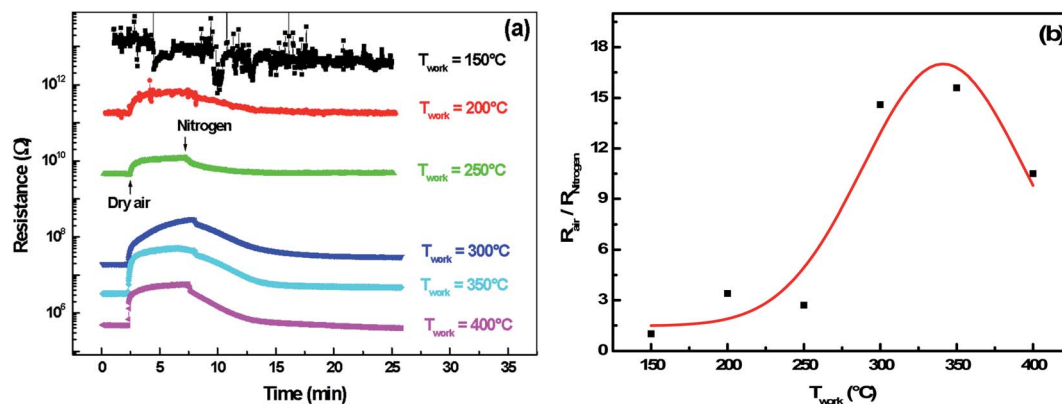 (a)
T_work = 150°C
10^12
T_work = 200°C
Nitrogen
10^10
T_work = 250°C
Dry air
10^8
T_work = 300°C
T_work = 350°C
10^6
T_work = 400°C
Resistance (Ω)
0 5 10 15 20 25 30 35
Time (min)
(b)
18
15
12
9
6
3
0
R_air / R_Nitrogen
150 200 250 300 350 400
T_work (°C)